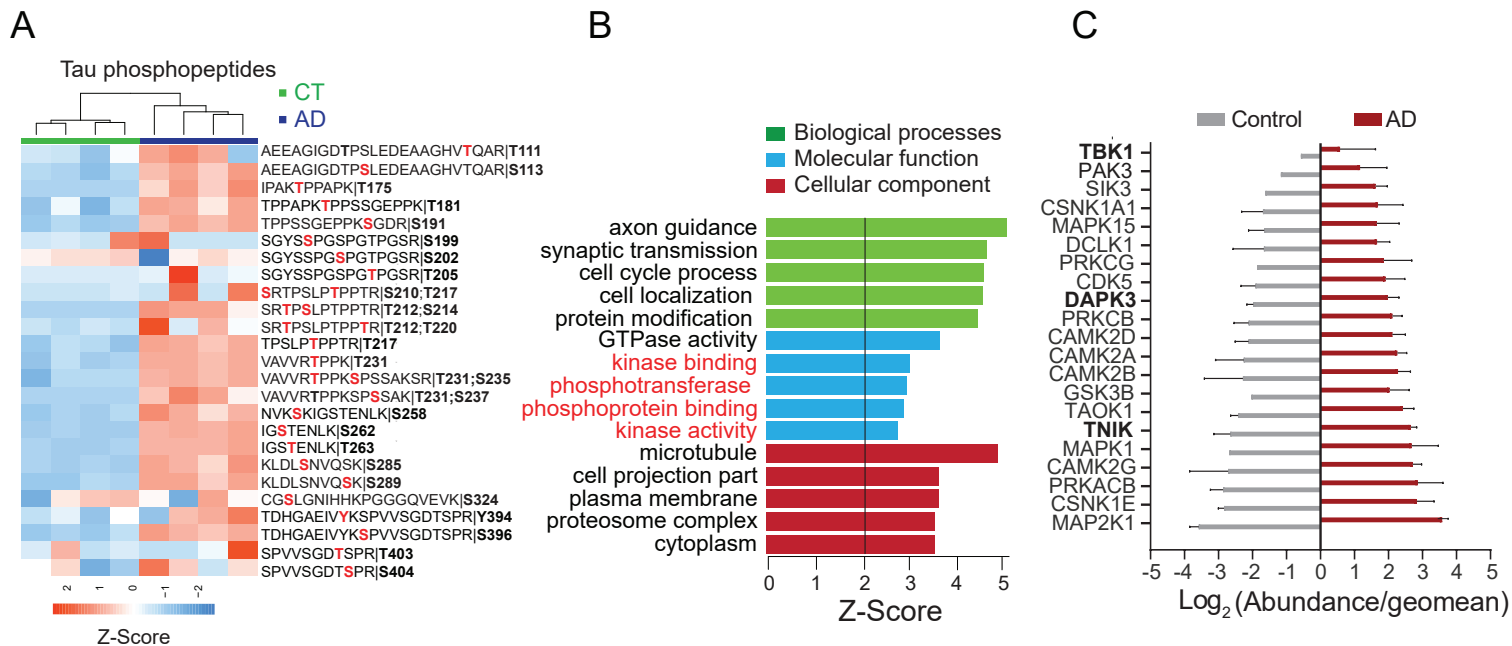 A
Tau phosphopeptides
CT
AD
AEEAGIGDTPSLEDEAAGHVTQAR|T111
AEEAGIGDTPSLEDEAAGHVTQAR|S113
IPAKTPPAPK|T175
TPPAPKTPPSSGEPPK|T181
TPPSSGEPPKSGDR|S191
SGYSSPGSPGTPGSR|S199
SGYSSPGSPGTPGSR|S202
SGYSSPGSPGTPGSR|T205
SRTPSLPTPPTR|S210;T217
SRTPSLPTPPTR|T212;S214
SRTPSLPTPPTR|T212;T220
TPSLPTPPTR|T217
VAVVRTPPK|T231
VAVVRTPPKSPSSAKSR|T231;S235
VAVVRTPPKSPSSAK|T231;S237
NVKSKIGSTENLK|S258
IGSTENLK|S262
IGSTENLK|T263
KLDLSNVQSK|S285
KLDLSNVQSK|S289
CGSLGNIHHKPGGGQVEVK|S324
TDHGAEIVYKSPVVSGDTSPR|Y394
TDHGAEIVYKSPVVSGDTSPR|S396
SPVVSGDTSPR|T403
SPVVSGDTSPR|S404
2 1 0 -1 -2
Z-Score
B
Biological processes
Molecular function
Cellular component
axon guidance
synaptic transmission
cell cycle process
cell localization
protein modification
GTPase activity
kinase binding
phosphotransferase
phosphoprotein binding
kinase activity
microtubule
cell projection part
plasma membrane
proteosome complex
cytoplasm
0 1 2 3 4 5
Z-Score
C
Control
AD
TBK1
PAK3
SIK3
CSNK1A1
MAPK15
DCLK1
PRKCG
CDK5
DAPK3
PRKCB
CAMK2D
CAMK2A
CAMK2B
GSK3B
TAOK1
TNIK
MAPK1
CAMK2G
PRKACB
CSNK1E
MAP2K1
-5 -4 -3 -2 -1 0 1 2 3 4 5
Log2 (Abundance/geomean)